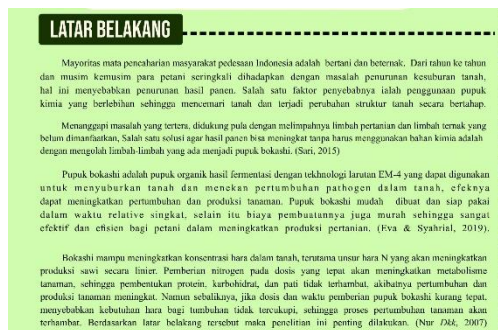 LATAR BELAKANG
Mayoritas mata pencaharian masyarakat pedesaan Indonesia adalah bertani dan beternak. Dari tahun ke tahun
dan musim kemusim para petani seringkali dihadapkan dengan masalah penurunan kesuburan tanah,
hal ini menyebabkan penurunan hasil panen. Salah satu faktor penyebabnya ialah penggunaan pupuk
kimia yang berlebihan sehingga mencemari tanah dan terjadi perubahan struktur tanah secara bertahap.
Menanggapi masalah yang tertera, didukung pula dengan melimpahnya limbah pertanian dan limbah ternak yang
belum dimanfaatkan, Salah satu solusi agar hasil panen bisa meningkat tanpa harus menggunakan bahan kimia adalah
dengan mengolah limbah-limbah yang ada menjadi pupuk bokashi. (Sari, 2015)
Pupuk bokashi adalah pupuk organik hasil fermentasi dengan tekhnologi larutan EM-4 yang dapat digunakan
untuk menyuburkan tanah dan menekan pertumbuhan pathogen dalam tanah, efeknya
dapat meningkatkan pertumbuhan dan produksi tanaman. Pupuk bokashi mudah dibuat dan siap pakai
dalam waktu relative singkat, selain itu biaya pembuatannya juga murah sehingga sangat
efektif dan efisien bagi petani dalam meningkatkan produksi pertanian. (Eva & Syahrial, 2019).
Bokashi mampu meningkatkan konsentrasi hara dalam tanah, terutama unsur hara N yang akan meningkatkan
produksi sawi secara linier. Pemberian nitrogen pada dosis yang tepat akan meningkatkan metabolisme
tanaman, sehingga pembentukan protein, karbohidrat, dan pati tidak terhambat, akibatnya pertumbuhan dan
produksi tanaman meningkat. Namun sebaliknya, jika dosis dan waktu pemberian pupuk bokashi kurang tepat,
menyebabkan kebutuhan hara bagi tumbuhan tidak tercukupi, sehingga proses pertumbuhan tanaman akan
terhambat. Berdasarkan latar belakang tersebut maka penelitian ini penting dilakukan. (Nur Dkk, 2007)